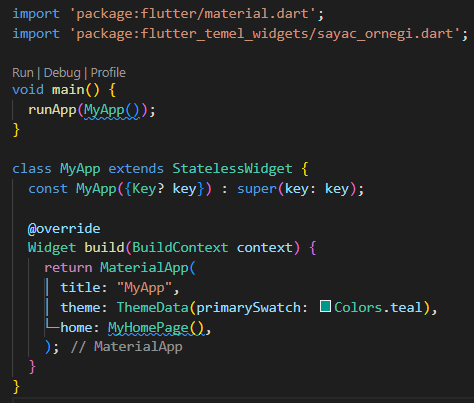 import 'package:flutter/material.dart';
import 'package:flutter_temel_widgets/sayac_ornegi.dart';
Run | Debug | Profile
void main() {
  runApp(MyApp());
}
class MyApp extends StatelessWidget {
  const MyApp({Key? key}) : super(key: key);
  @override
  Widget build(BuildContext context) {
    return MaterialApp(
      title: "MyApp",
      theme: ThemeData(primarySwatch: Colors.teal),
      home: MyHomePage(),
    ); // MaterialApp
  }
}